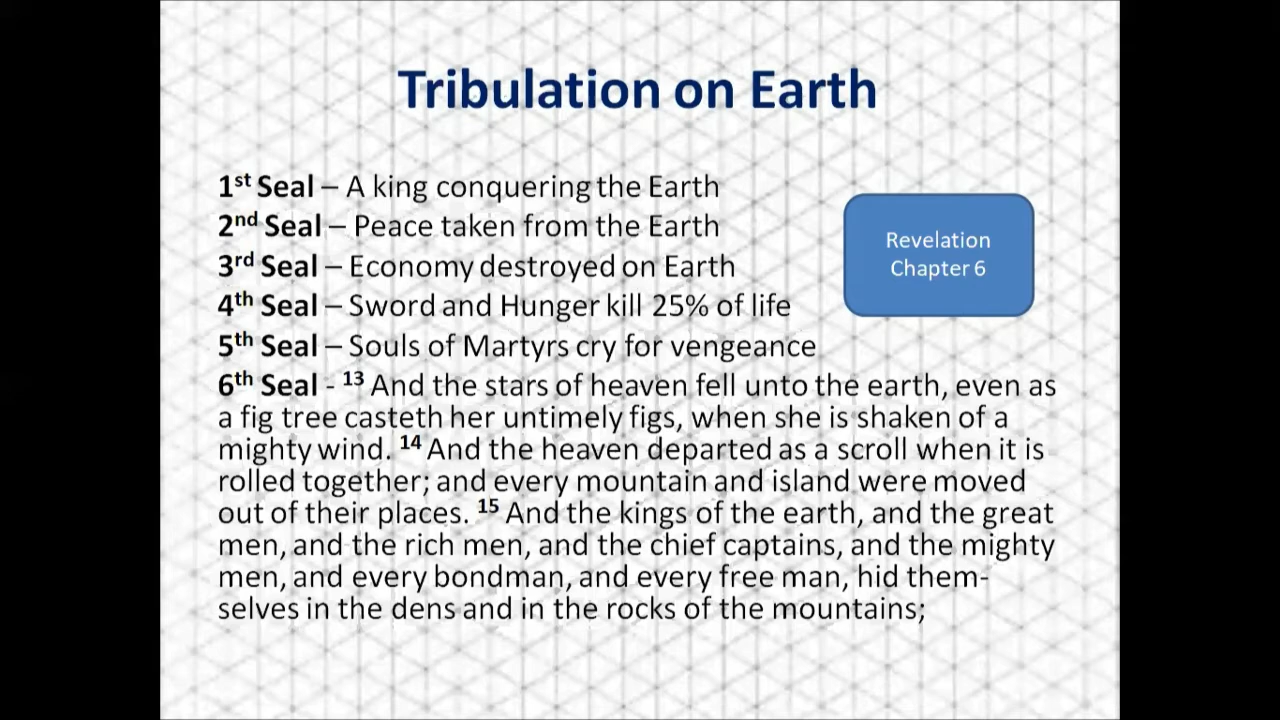 Tribulation on Earth
1st Seal – A king conquering the Earth
2nd Seal – Peace taken from the Earth
3rd Seal – Economy destroyed on Earth
4th Seal – Sword and Hunger kill 25% of life
5th Seal – Souls of Martyrs cry for vengeance
6th Seal - 13 And the stars of heaven fell unto the earth, even as
a fig tree casteth her untimely figs, when she is shaken of a
mighty wind. 14 And the heaven departed as a scroll when it is
rolled together; and every mountain and island were moved
out of their places. 15 And the kings of the earth, and the great
men, and the rich men, and the chief captains, and the mighty
men, and every bondman, and every free man, hid them-
selves in the dens and in the rocks of the mountains;
Revelation
Chapter 6